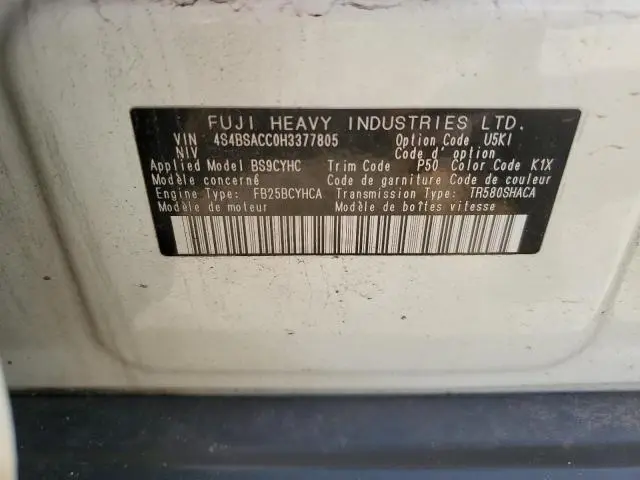 FUJI HEAVY INDUSTRIES LTD.
VIN 4S4BSACC0H3377805 Option Code U5KI
NIV Code d'option
Applied Model BS9CYHC Trim Code P50 Color Code K1X
Modèle concerné Code de garniture Code de couleur
Engine Type: FB25BCYHCA Transmission Type: TR580SHACA
Modèle de moteur Modèle de boîtes vitesse